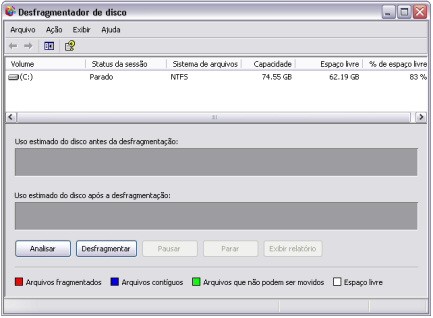 Desfragmentador de disco
Arquivo Ação Exibir Ajuda
Volume Status da sessão Sistema de arquivos Capacidade Espaço livre % de espaço livre
(C:) Parado NTFS 74.55 GB 62.19 GB 83 %
Uso estimado do disco antes da desfragmentação:
Uso estimado do disco após a desfragmentação:
Analisar Desfragmentar Pausar Parar Exibir relatório
Arquivos fragmentados Arquivos contíguos Arquivos que não podem ser movidos Espaço livre